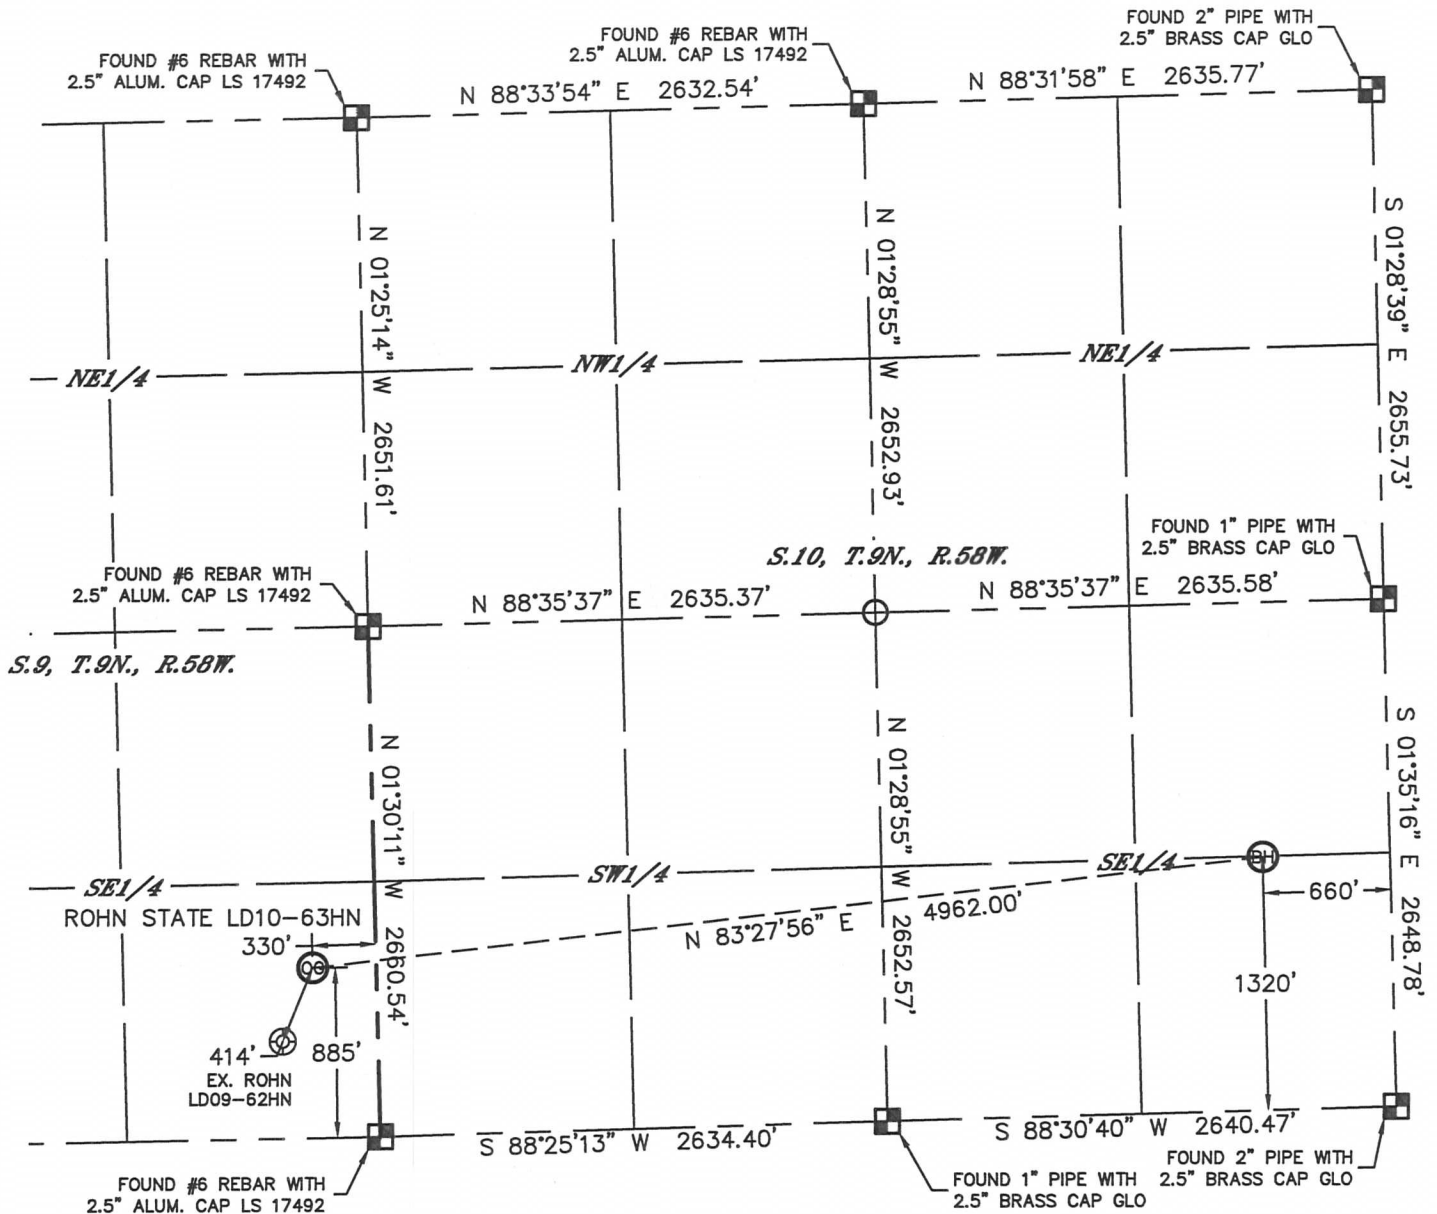 FOUND #6 REBAR WITH
2.5" ALUM. CAP LS 17492
FOUND #6 REBAR WITH
2.5" ALUM. CAP LS 17492
FOUND 2" PIPE WITH
2.5" BRASS CAP GLO
N 88°33'54" E 2632.54'
N 88°31'58" E 2635.77'
N 01°25'14" W 2651.61'
N 01°28'55" W 2652.93'
S 01°28'39" E 2655.73'
NE1/4
NW1/4
NE1/4
FOUND 1" PIPE WITH
2.5" BRASS CAP GLO
S.10, T.9N., R.58W.
FOUND #6 REBAR WITH
2.5" ALUM. CAP LS 17492
N 88°35'37" E 2635.37'
N 88°35'37" E 2635.58'
S.9, T.9N., R.58W.
N 01°30'11" W 2660.54'
N 01°28'55" W 2652.57'
S 01°35'16" E 2648.78'
SE1/4
SW1/4
SE1/4
BH
ROHN STATE LD10-63HN
330'
660'
N 83°27'56" E 4962.00'
OG
1320'
414'
885'
EX. ROHN
LD09-62HN
S 88°25'13" W 2634.40'
S 88°30'40" W 2640.47'
FOUND #6 REBAR WITH
2.5" ALUM. CAP LS 17492
FOUND 1" PIPE WITH
2.5" BRASS CAP GLO
FOUND 2" PIPE WITH
2.5" BRASS CAP GLO